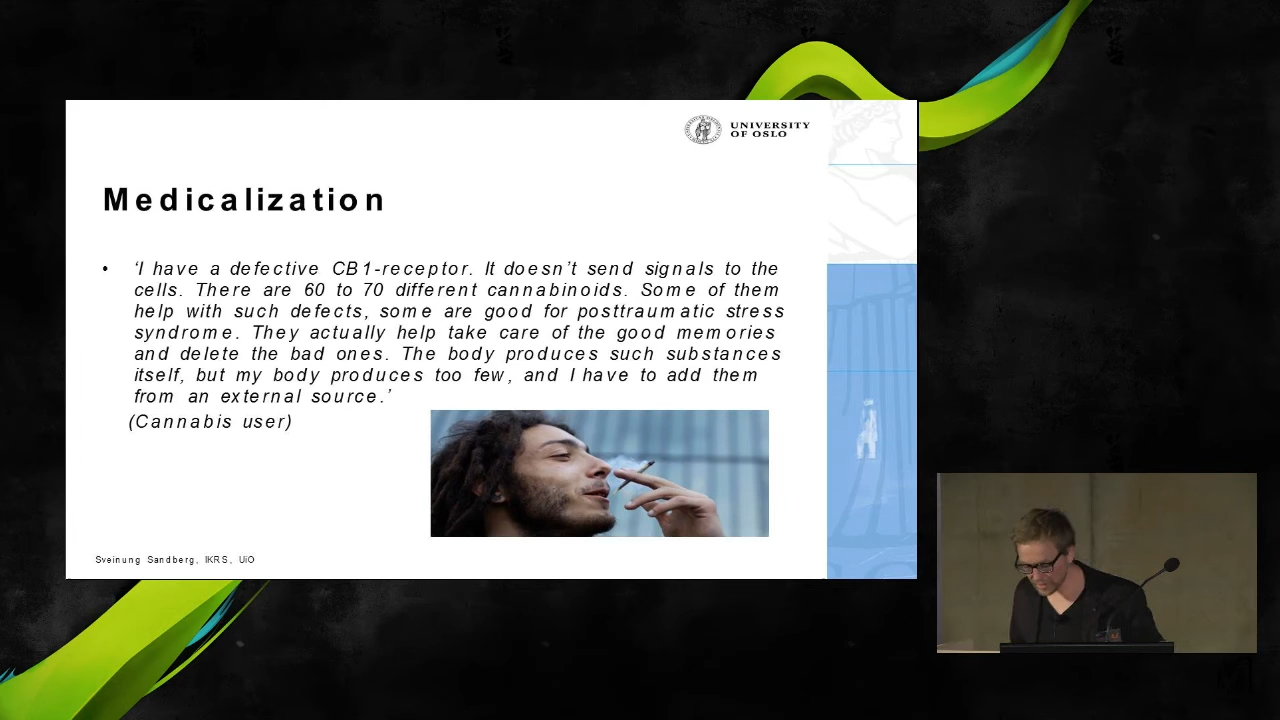 UNIVERSITY
OF OSLO
Medicalization
• ‘I have a defective CB1-receptor. It doesn’t send signals to the
cells. There are 60 to 70 different cannabinoids. Some of them
help with such defects, some are good for posttraumatic stress
syndrome. They actually help take care of the good memories
and delete the bad ones. The body produces such substances
itself, but my body produces too few, and I have to add them
from an external source.’
(Cannabis user)
Sveinung Sandberg, IKRS, UiO